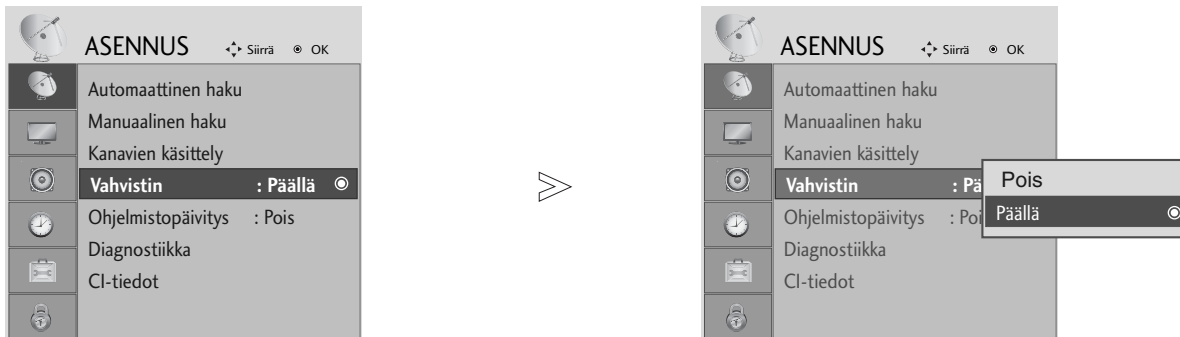 ASENNUS Siirrä OK
Automaattinen haku
Manuaalinen haku
Kanavien käsittely
Vahvistin : Päällä
Ohjelmistopäivitys : Pois
Diagnostiikka
CI-tiedot
ASENNUS Siirrä OK
Automaattinen haku
Manuaalinen haku
Kanavien käsittely
Vahvistin : Pä
Ohjelmistopäivitys : Poi
Diagnostiikka
CI-tiedot
Pois
Päällä